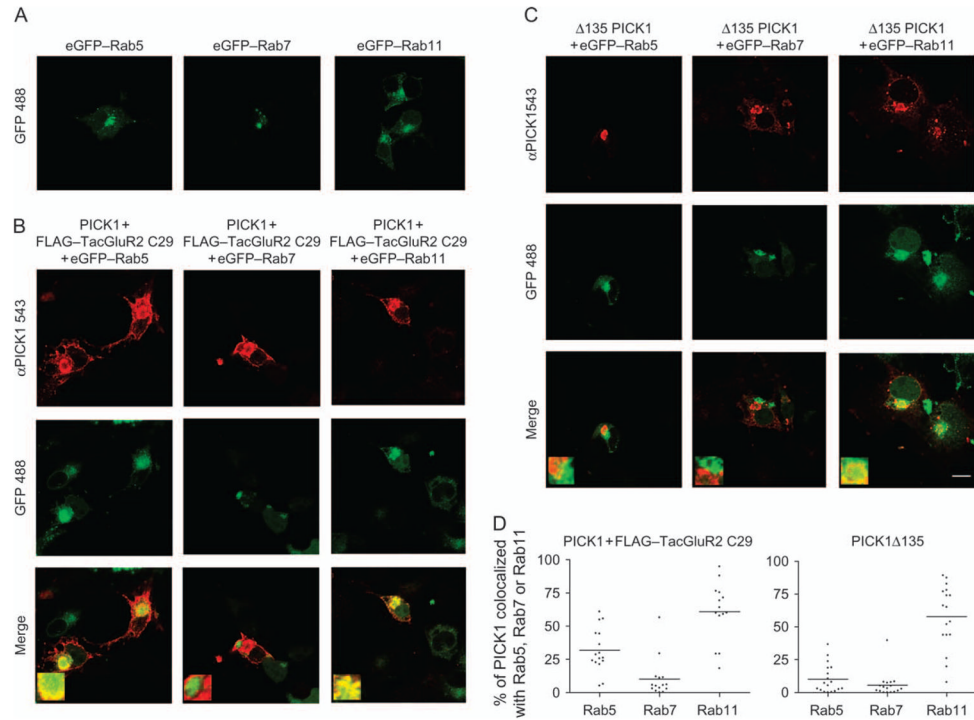 A
eGFP–Rab5 eGFP–Rab7 eGFP–Rab11
GFP 488
B
PICK1+ PICK1+ PICK1+
FLAG–TacGluR2 C29 FLAG–TacGluR2 C29 FLAG–TacGluR2 C29
+eGFP–Rab5 +eGFP–Rab7 +eGFP–Rab11
αPICK1 543
GFP 488
Merge
C
Δ135 PICK1 Δ135 PICK1 Δ135 PICK1
+eGFP–Rab5 +eGFP–Rab7 +eGFP–Rab11
αPICK1543
GFP 488
Merge
D
PICK1+FLAG–TacGluR2 C29 PICK1Δ135
% of PICK1 colocalized
with Rab5, Rab7 or Rab11
100 100
75 75
50 50
25 25
0 0
Rab5 Rab7 Rab11 Rab5 Rab7 Rab11